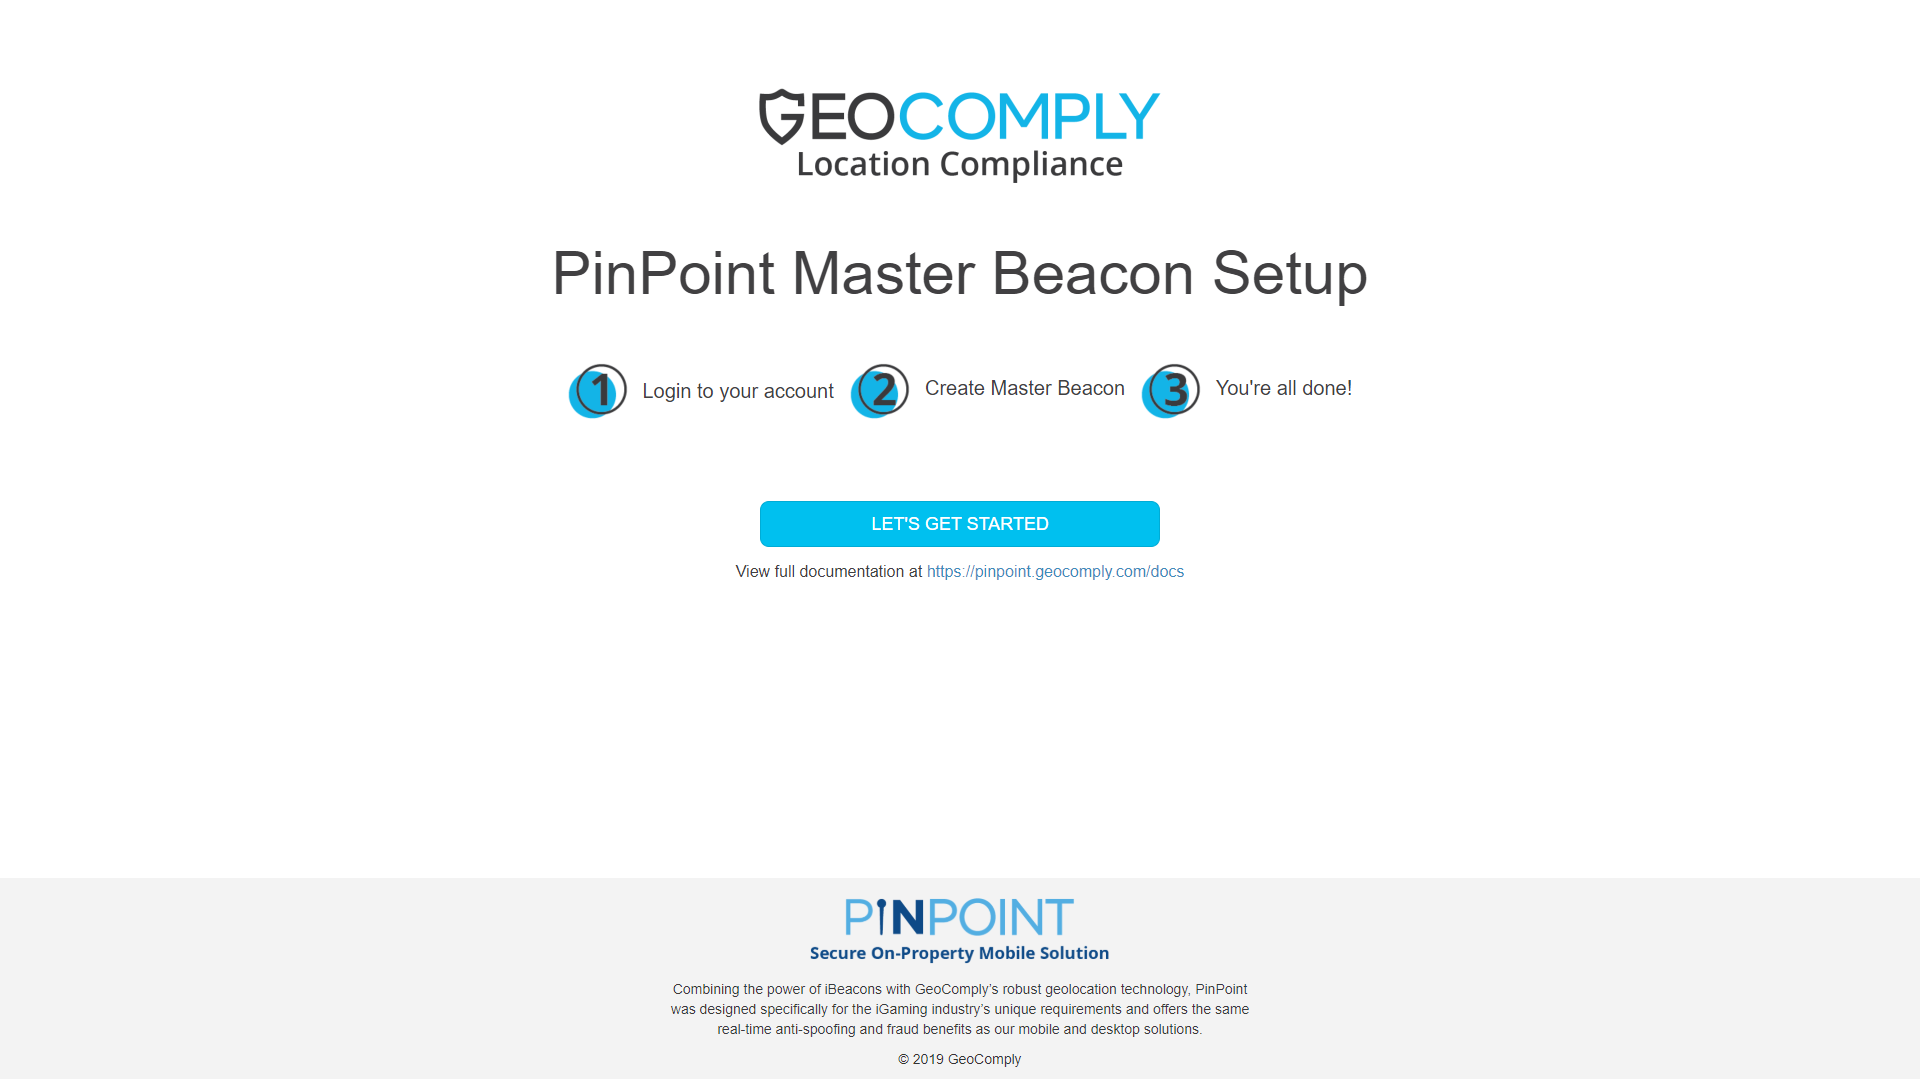 GEOCOMPLY
Location Compliance
PinPoint Master Beacon Setup
1 Login to your account 2 Create Master Beacon 3 You're all done!
LET'S GET STARTED
View full documentation at https://pinpoint.geocomply.com/docs
PINPOINT
Secure On-Property Mobile Solution
Combining the power of iBeacons with GeoComply’s robust geolocation technology, PinPoint
was designed specifically for the iGaming industry’s unique requirements and offers the same
real-time anti-spoofing and fraud benefits as our mobile and desktop solutions.
© 2019 GeoComply